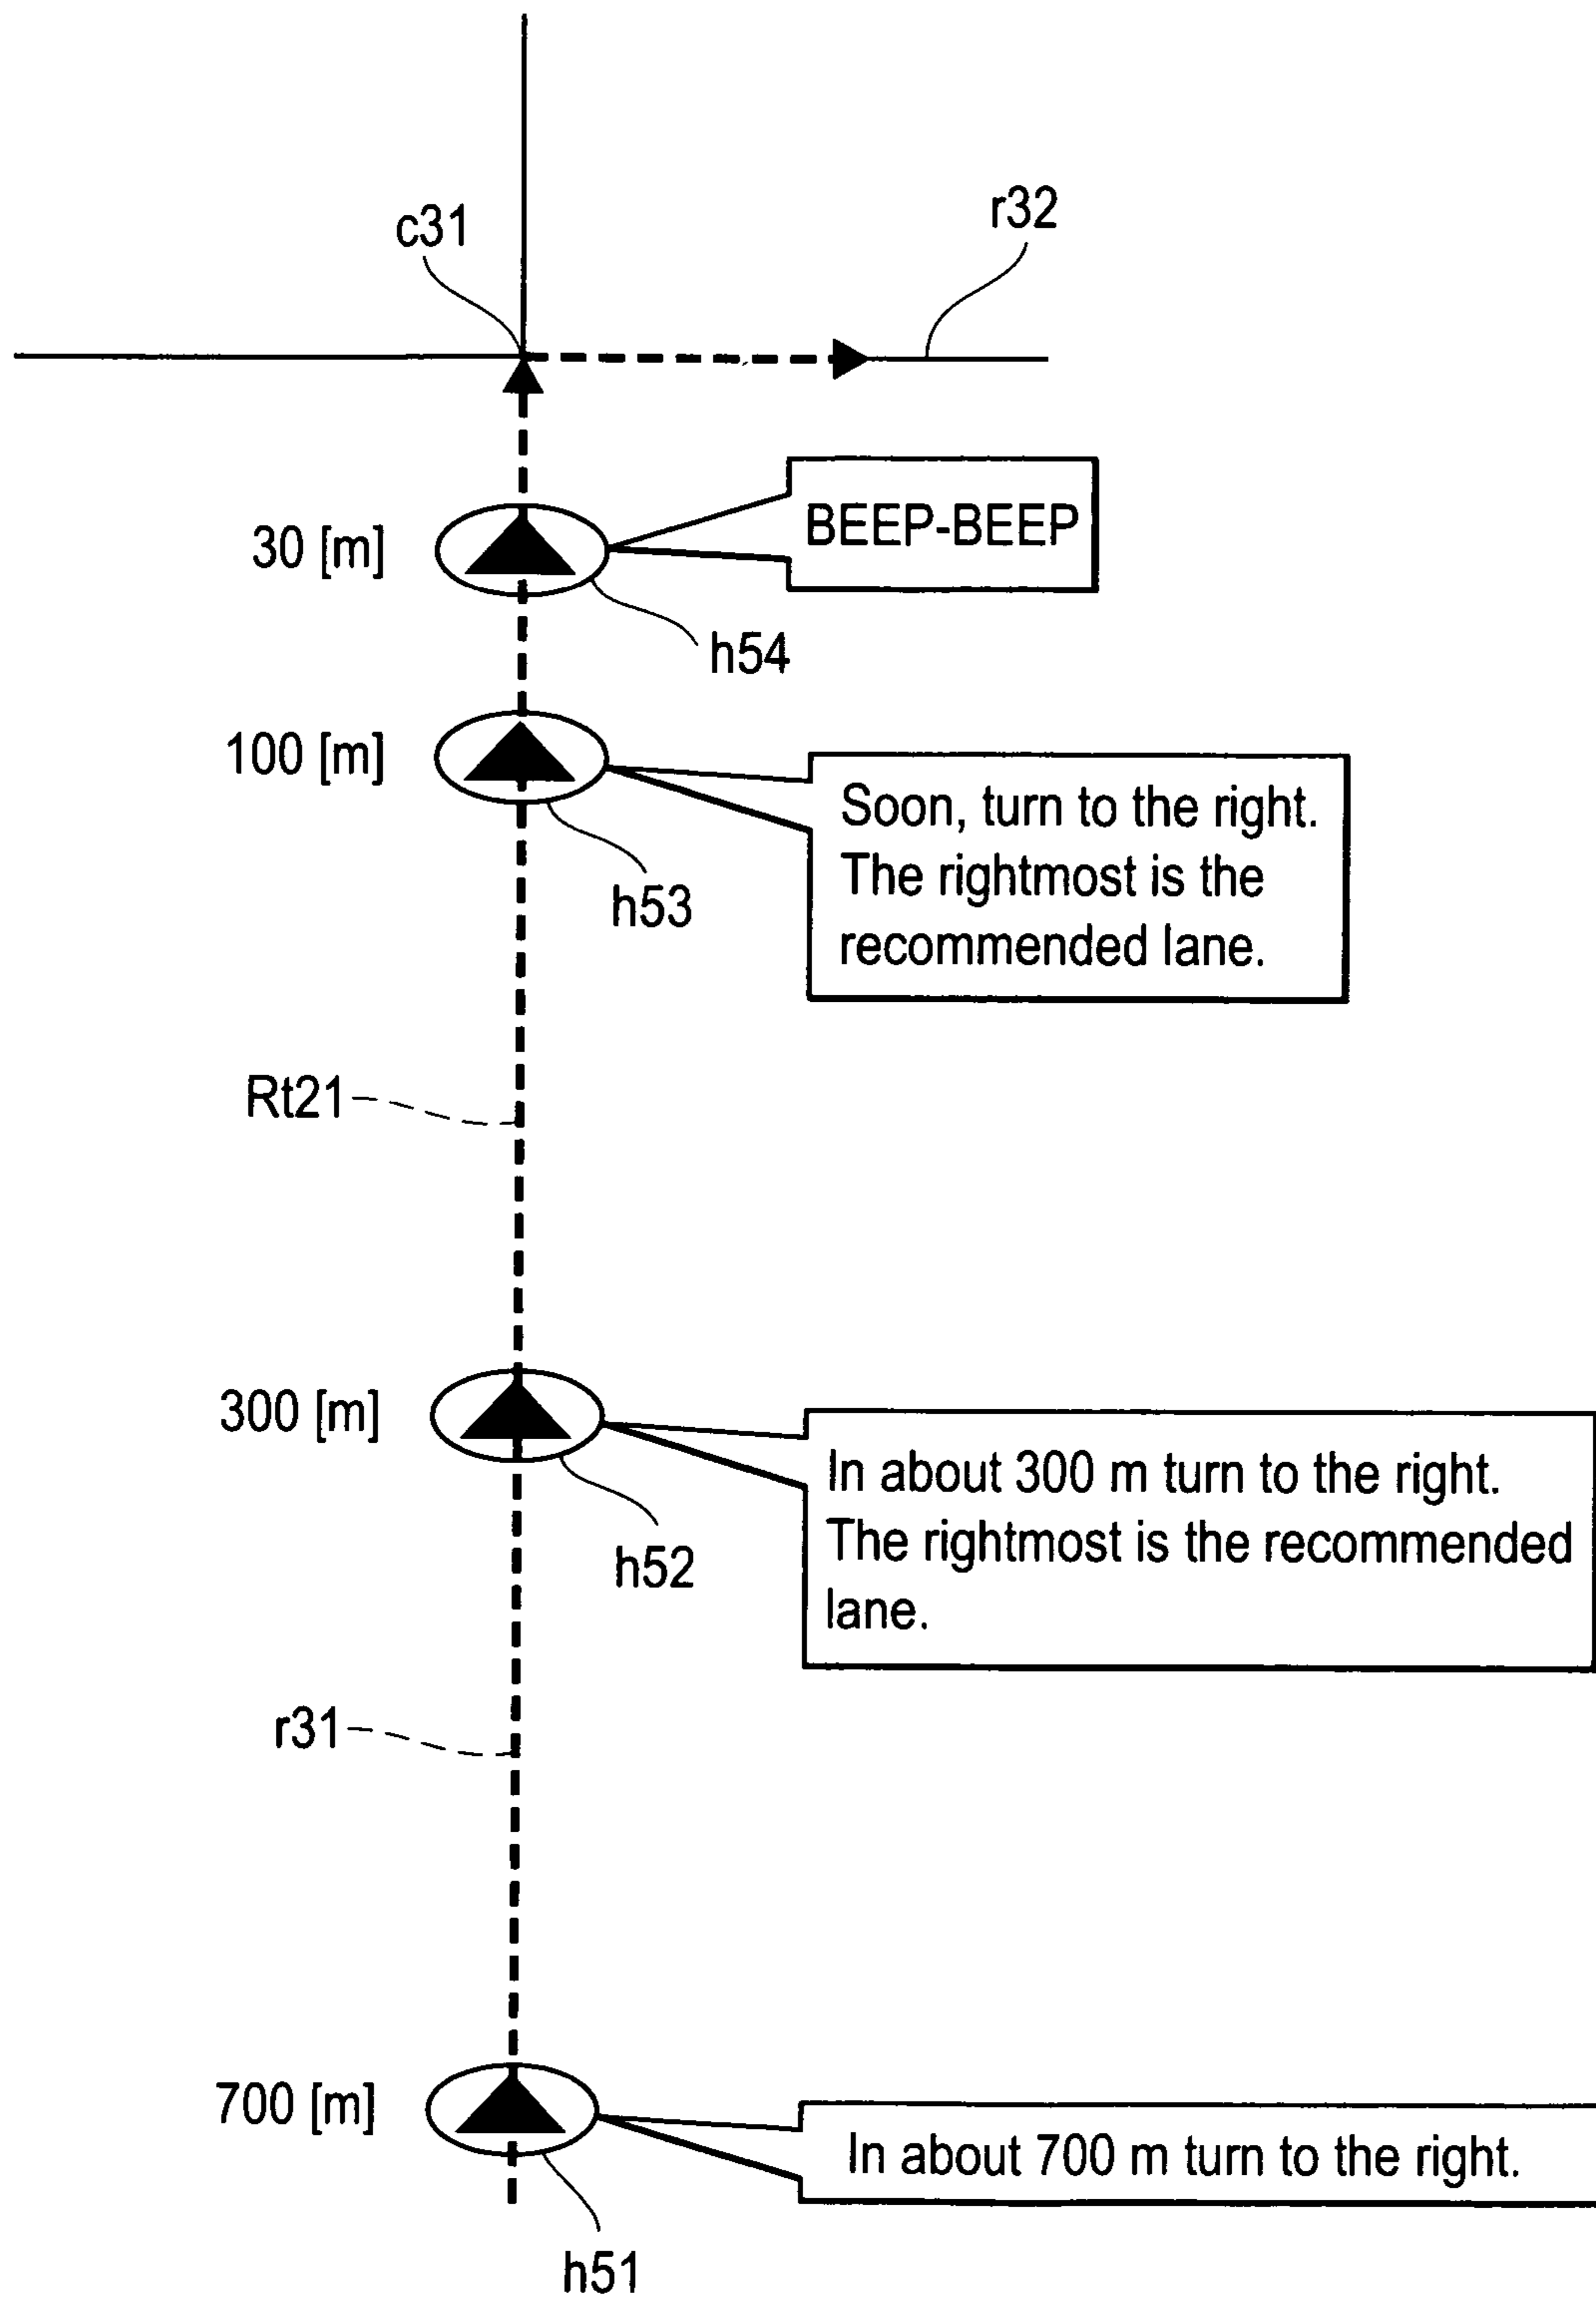 r32
c31
BEEP-BEEP
30 [m]
h54
100 [m]
Soon, turn to the right.
The rightmost is the
recommended lane.
h53
Rt21
300 [m]
In about 300 m turn to the right.
The rightmost is the recommended
lane.
h52
r31
700 [m]
In about 700 m turn to the right.
h51